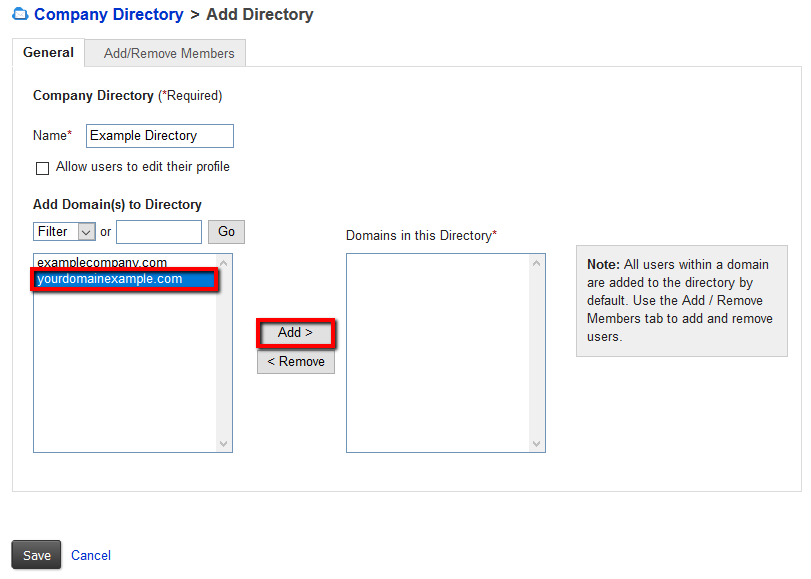 Company Directory > Add Directory
General
Add/Remove Members
Company Directory (*Required)
Name* Example Directory
Allow users to edit their profile
Add Domain(s) to Directory
Filter or Go
Domains in this Directory*
examplecompany.com
yourdomainexample.com
Add >
< Remove
Note: All users within a domain
are added to the directory by
default. Use the Add / Remove
Members tab to add and remove
users.
Save Cancel